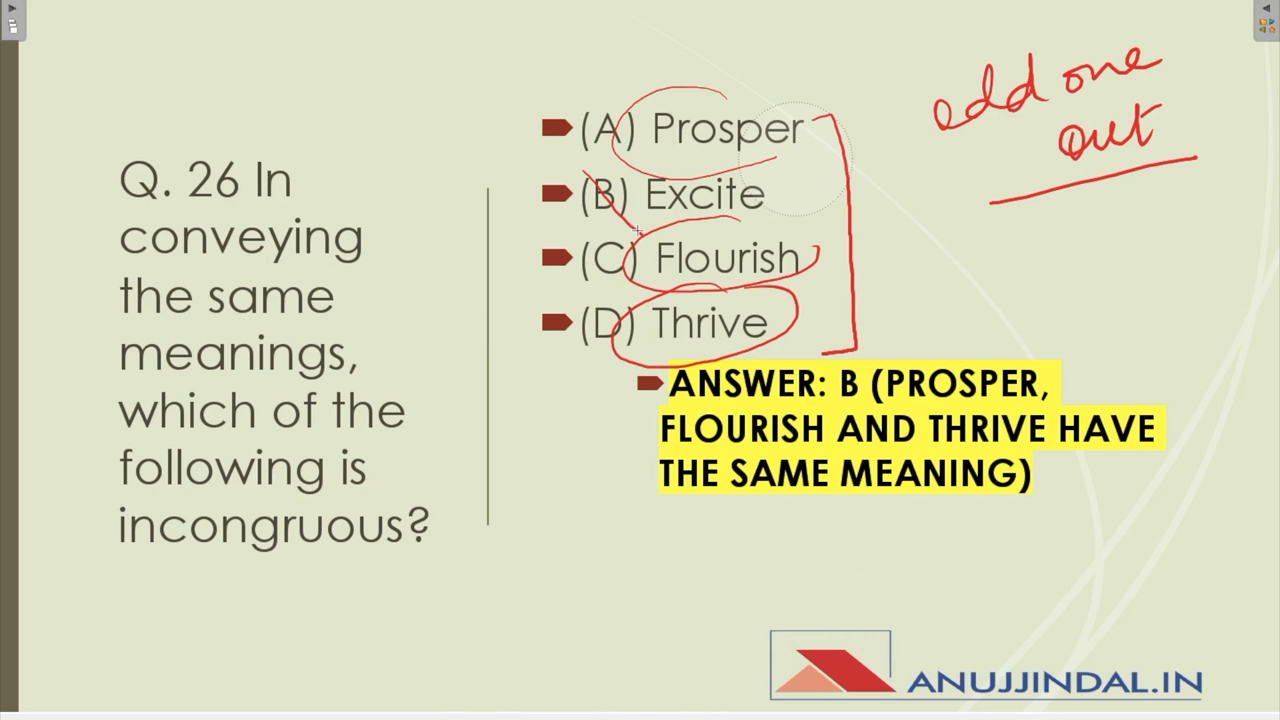 Q. 26 In
conveying
the same
meanings,
which of the
following is
incongruous?
(A) Prosper
(B) Excite
(C) Flourish
(D) Thrive
ANSWER: B (PROSPER,
FLOURISH AND THRIVE HAVE
THE SAME MEANING)
odd one
out
ANUJJINDAL.IN